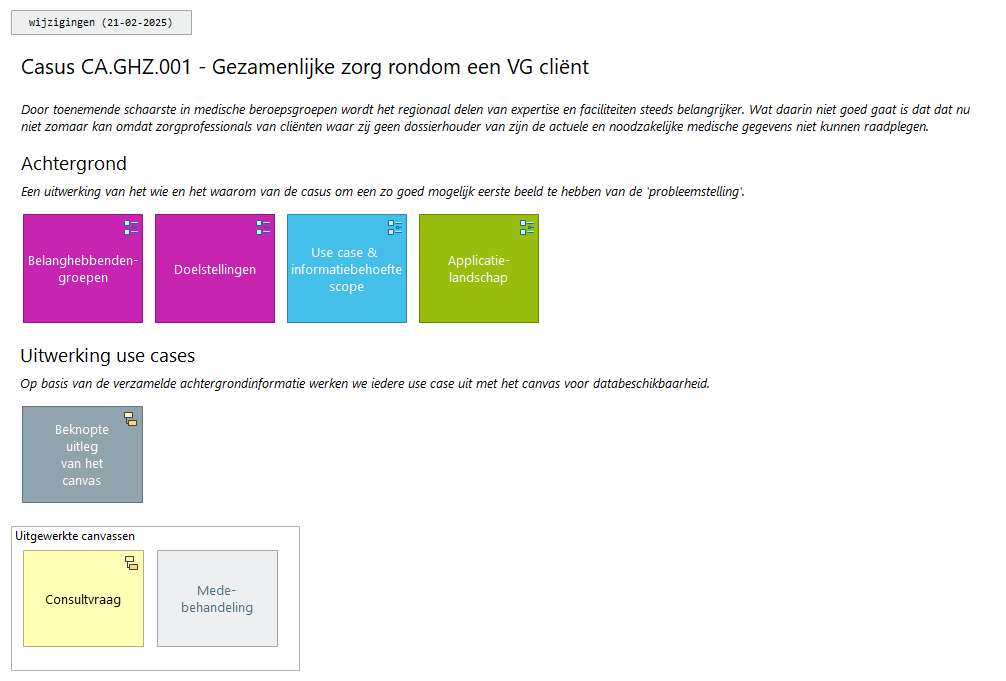 wijzigingen (21-02-2025)
Casus CA.GHZ.001 - Gezamenlijke zorg rondom een VG cliënt
Door toenemende schaarste in medische beroepsgroepen wordt het regionaal delen van expertise en faciliteiten steeds belangrijker. Wat daarin niet goed gaat is dat dat nu
niet zomaar kan omdat zorgprofessionals van cliënten waar zij geen dossierhouder van zijn de actuele en noodzakelijke medische gegevens niet kunnen raadplegen.
Achtergrond
Een uitwerking van het wie en het waarom van de casus om een zo goed mogelijk eerste beeld te hebben van de 'probleemstelling'.
Belanghebbenden-
groepen
Doelstellingen
Use case &
informatiebehoefte
scope
Applicatie-
landschap
Uitwerking use cases
Op basis van de verzamelde achtergrondinformatie werken we iedere use case uit met het canvas voor databeschikbaarheid.
Beknopte
uitleg
van het
canvas
Uitgewerkte canvassen
Consultvraag
Mede-
behandeling